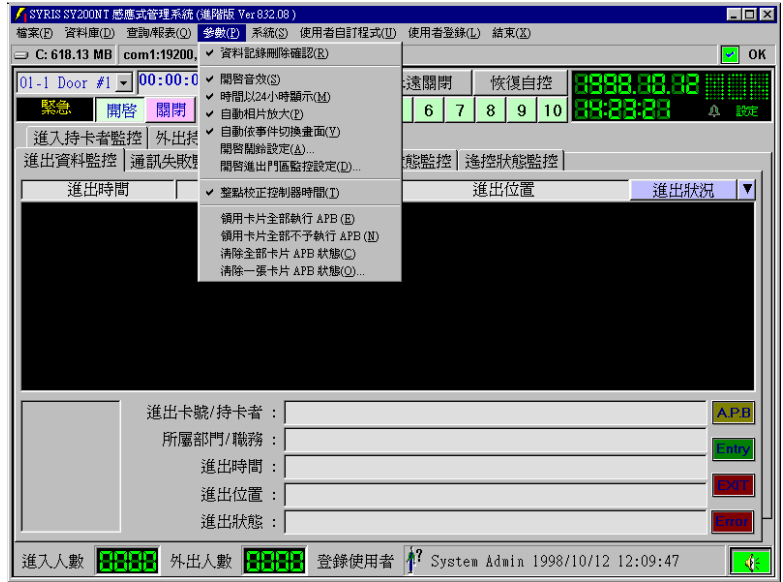 SYRIS SY200NT 感應式管理系統 (進階版 Ver 832.08 )
檔案(F) 資料庫(D) 查詢/報表(Q) 參數(P) 系統(S) 使用者自訂程式(U) 使用者登錄(L) 結束(X)
C: 618.13 MB com1:19200, OK
資料記錄刪除確認(R)
開啓音效(S)
時間以24小時顯示(M)
自動相片放大(P)
自動依事件切換畫面(V)
開啓鬧鈴設定(A)...
開啓進出門區監控設定(D)...
整點校正控制器時間(T)
領用卡片全部執行 APB (E)
領用卡片全部不予執行 APB (N)
清除全部卡片 APB 狀態(C)
清除一張卡片 APB 狀態(O)...
01-1 Door #1 00:00:0 遠關閉 恢復自控 1998.10.12
緊急 開啓 關閉 6 7 8 9 10 設定
進入持卡者監控 外出持
進出資料監控 通訊失敗 態監控 遙控狀態監控
進出時間 進出位置 進出狀況
進出卡號/持卡者 : A.P.B
所屬部門/職務 : Entry
進出時間 :
進出位置 : EXIT
進出狀態 : Error
進入人數 外出人數 登錄使用者 System Admin 1998/10/12 12:09:47